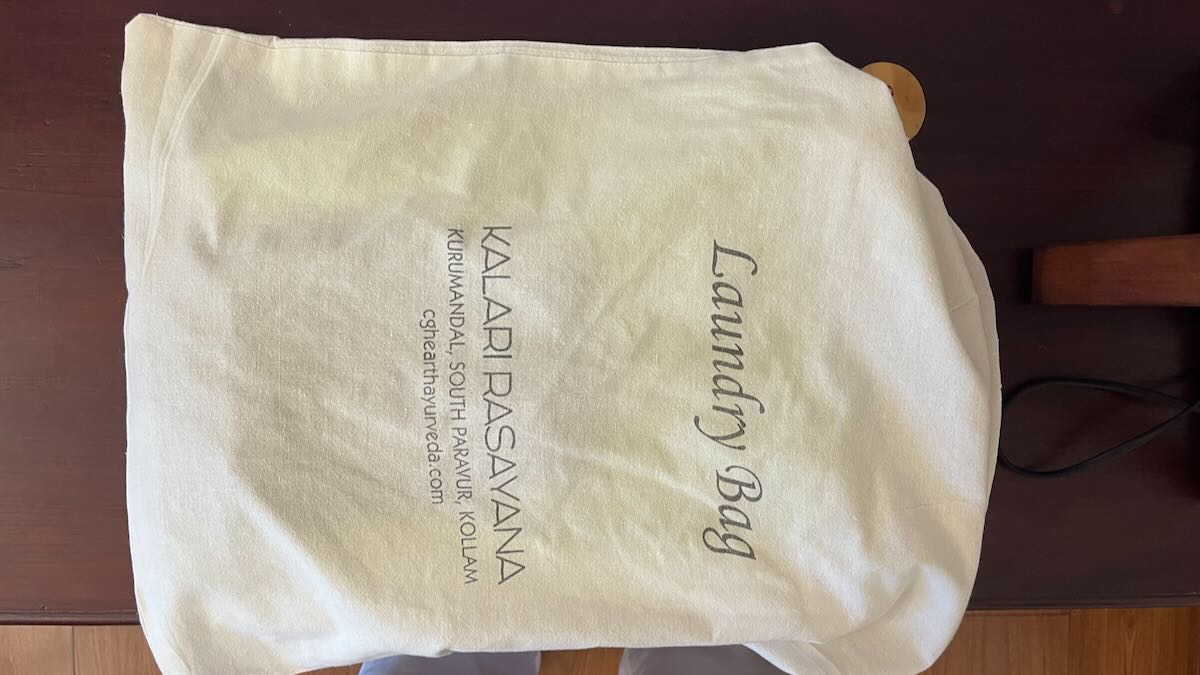 Laundry Bag
KALARI RASAYANA
KURUMANDAL, SOUTH PARAVUR, KOLLAM
cghearthayurveda.com